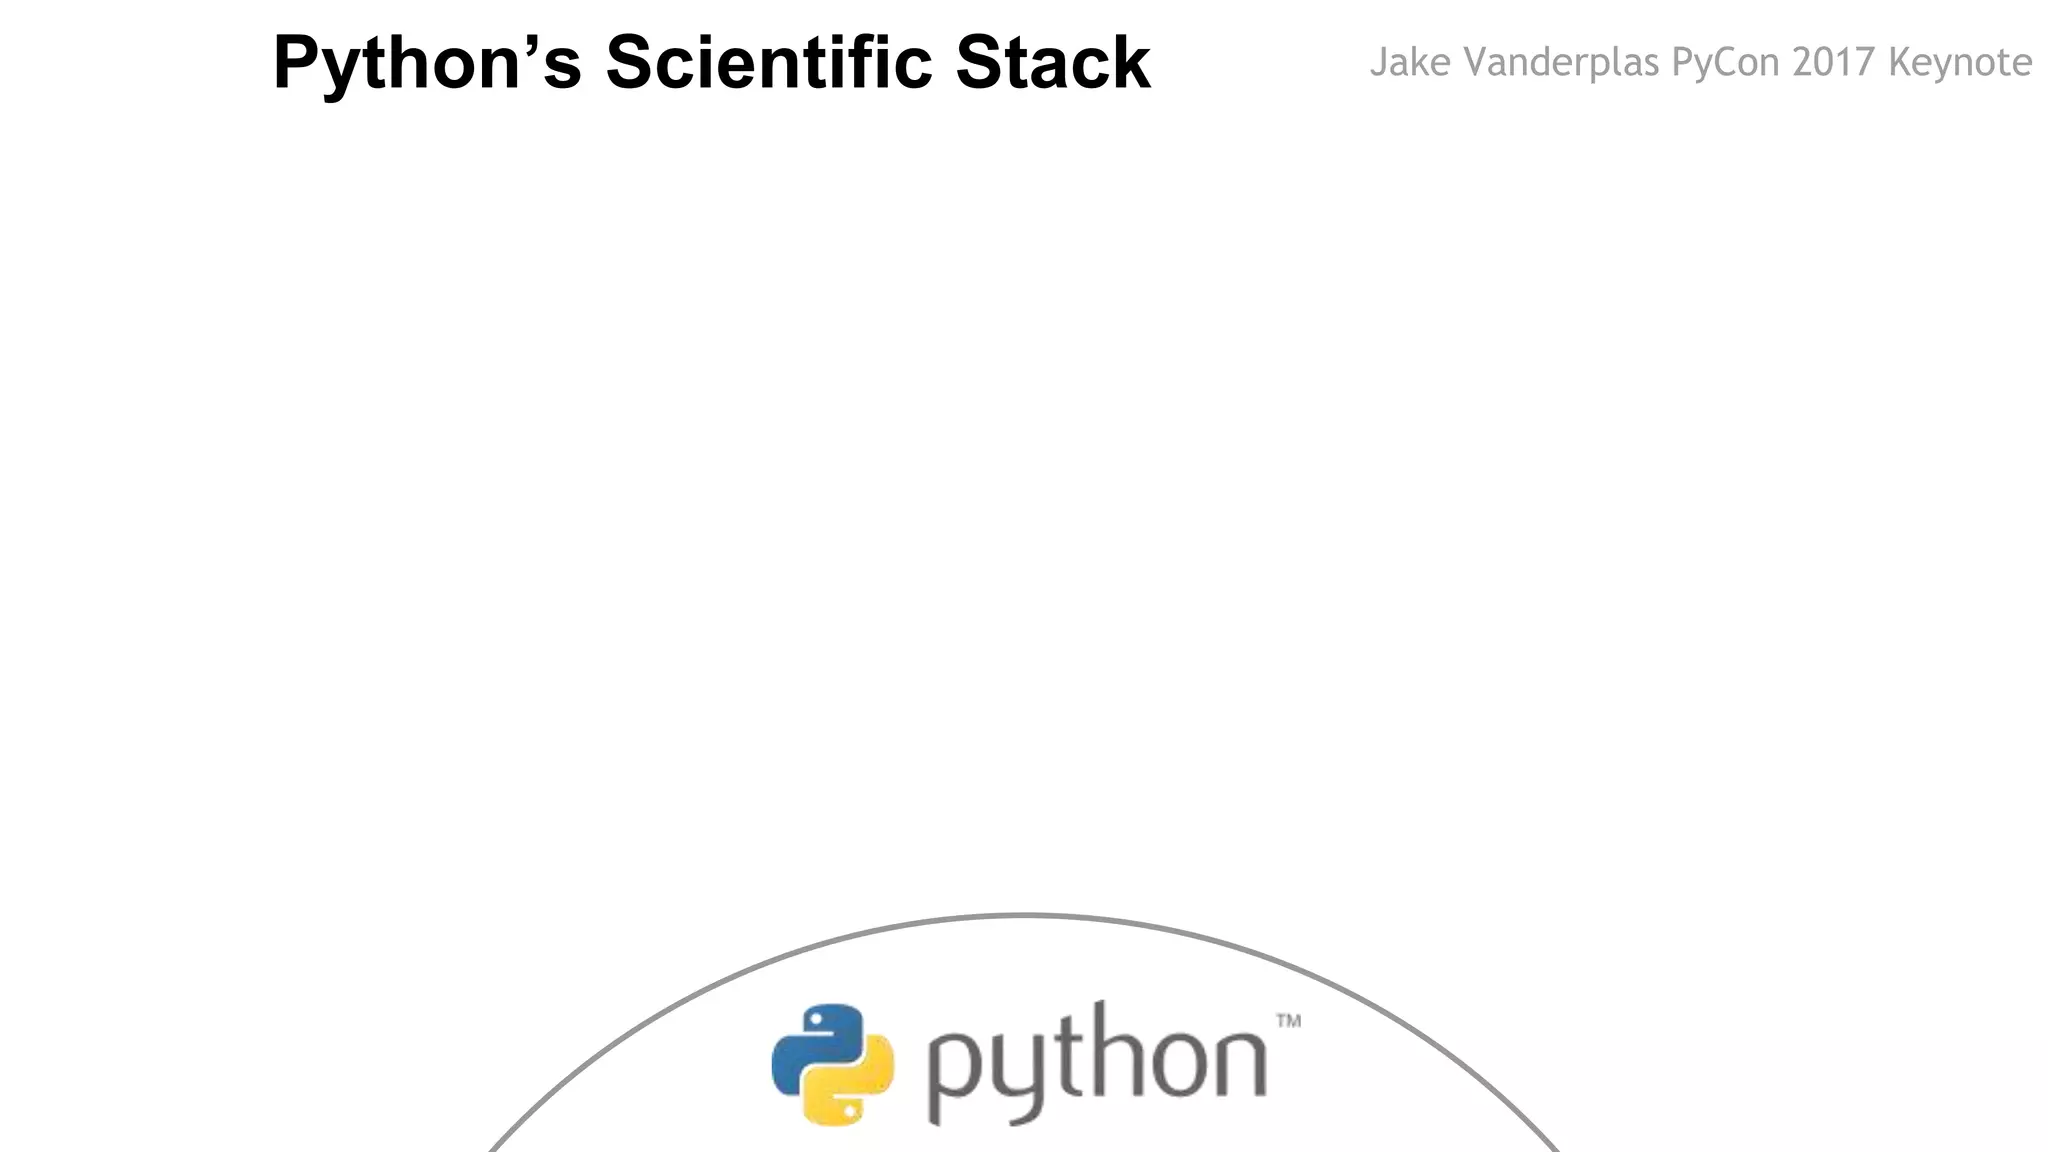 Python’s Scientific Stack
Jake Vanderplas PyCon 2017 Keynote
python™